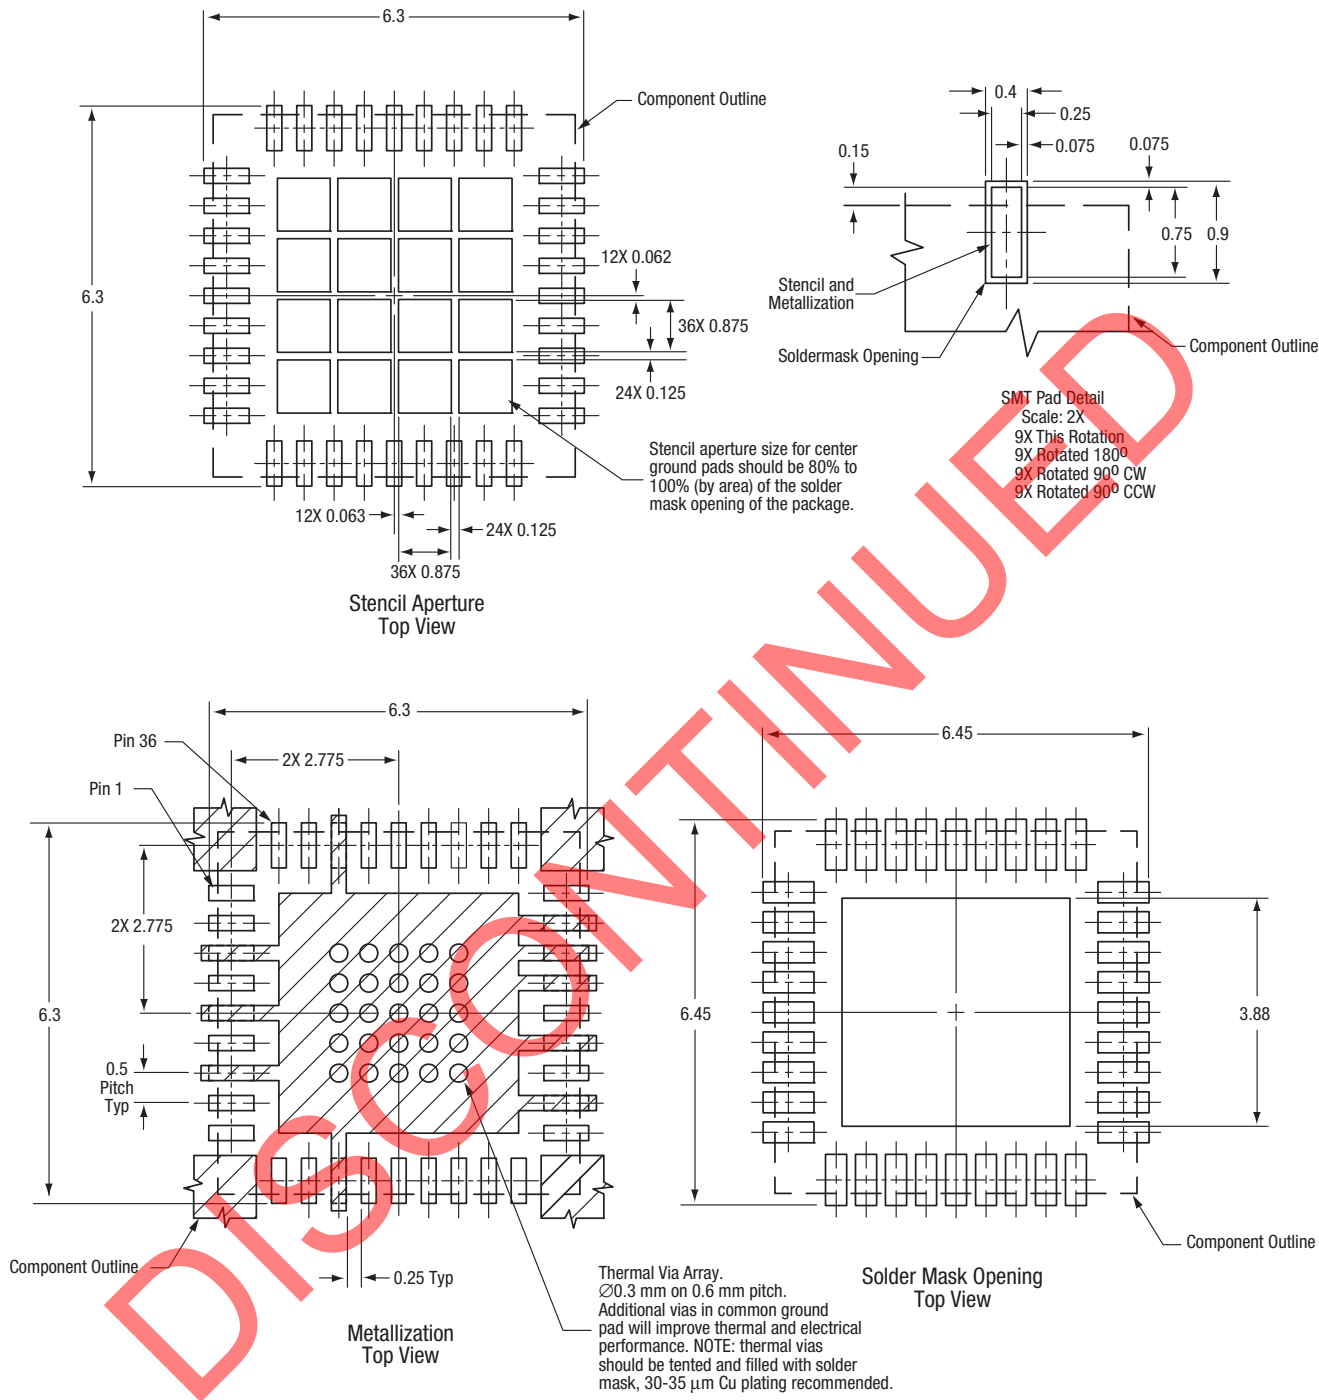 6.3
Component Outline
6.3
12X 0.062
36X 0.875
24X 0.125
Stencil aperture size for center
ground pads should be 80% to
100% (by area) of the solder
mask opening of the package.
12X 0.063
24X 0.125
36X 0.875
Stencil Aperture
Top View
0.4
0.25
0.075
0.075
0.15
0.75
0.9
Stencil and
Metallization
Soldermask Opening
Component Outline
SMT Pad Detail
Scale: 2X
9X This Rotation
9X Rotated 180º
9X Rotated 90º CW
9X Rotated 90º CCW
6.3
Pin 36
2X 2.775
Pin 1
2X 2.775
6.3
0.5
Pitch
Typ
Component Outline
0.25 Typ
Metallization
Top View
Thermal Via Array.
∅0.3 mm on 0.6 mm pitch.
Additional vias in common ground
pad will improve thermal and electrical
performance. NOTE: thermal vias
should be tented and filled with solder
mask, 30-35 μm Cu plating recommended.
6.45
6.45
3.88
Component Outline
Solder Mask Opening
Top View
DISCONTINUED